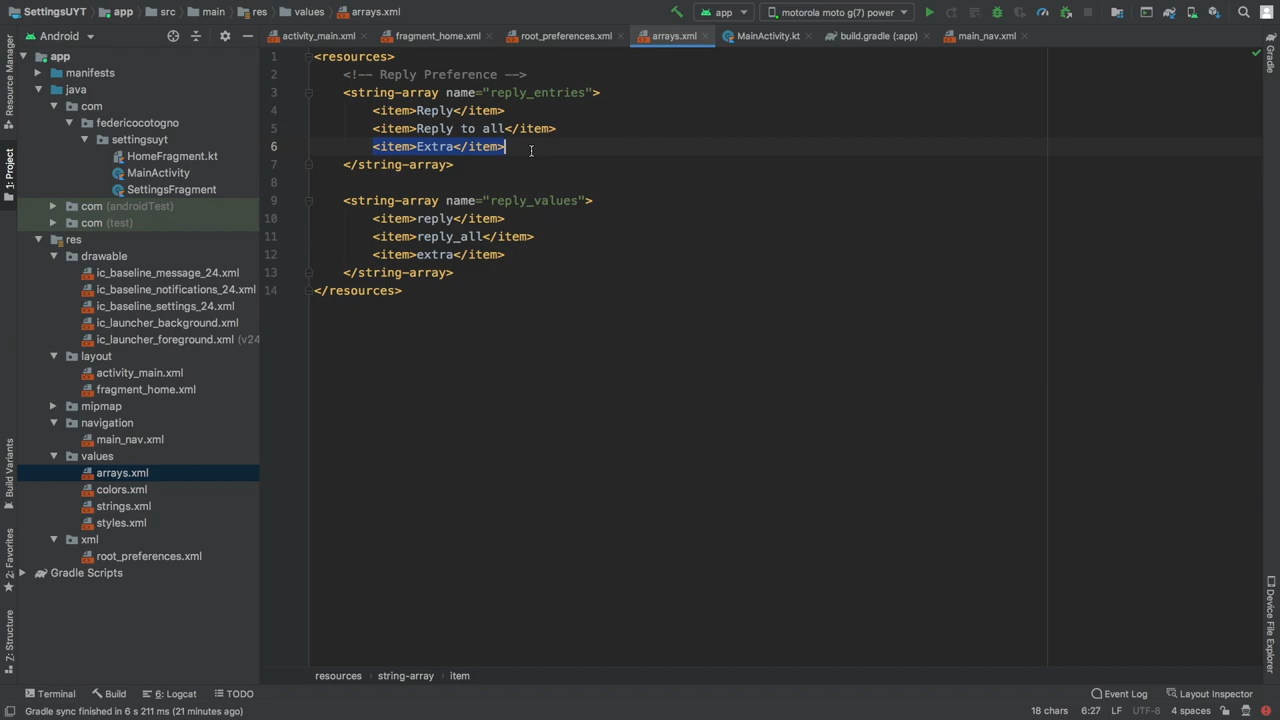 SettingsUYT
app
src
main
res
values
arrays.xml
app
motorola moto g(7) power
Android
activity_main.xml
fragment_home.xml
root_preferences.xml
arrays.xml
MainActivity.kt
build.gradle (:app)
main_nav.xml
Resource Manager
1: Project
Build Variants
2: Favorites
Z: Structure
app
manifests
java
com
federicocotogno
settingsuyt
HomeFragment.kt
MainActivity
SettingsFragment
com (androidTest)
com (test)
res
drawable
ic_baseline_message_24.xml
ic_baseline_notifications_24.xml
ic_baseline_settings_24.xml
ic_launcher_background.xml
ic_launcher_foreground.xml (v24
layout
activity_main.xml
fragment_home.xml
mipmap
navigation
main_nav.xml
values
arrays.xml
colors.xml
strings.xml
styles.xml
xml
root_preferences.xml
Gradle Scripts
1 <resources>
2 <!-- Reply Preference -->
3 <string-array name="reply_entries">
4 <item>Reply</item>
5 <item>Reply to all</item>
6 <item>Extra</item>
7 </string-array>
8
9 <string-array name="reply_values">
10 <item>reply</item>
11 <item>reply_all</item>
12 <item>extra</item>
13 </string-array>
14 </resources>
Gradle
Device File Explorer
resources
string-array
item
Terminal
Build
6: Logcat
TODO
Event Log
Layout Inspector
Gradle sync finished in 6 s 211 ms (21 minutes ago)
18 chars
6:27
LF
UTF-8
4 spaces